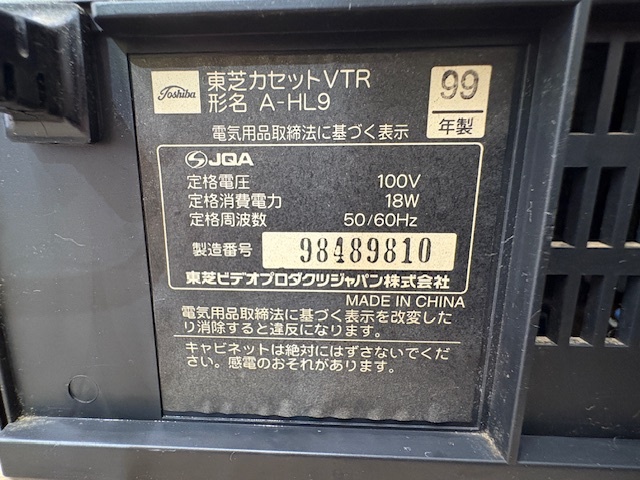 Toshiba
東芝カセットVTR
形名 A-HL9
99
年製
電気用品取締法に基づく表示
JQA
定格電圧 100V
定格消費電力 18W
定格周波数 50/60Hz
製造番号 98489810
東芝ビデオプロダクツジャパン株式会社
MADE IN CHINA
電気用品取締法に基づく表示を改変した
り消除すると違反になります。
キャビネットは絶対にはずさないでくだ
さい。感電のおそれがあります。